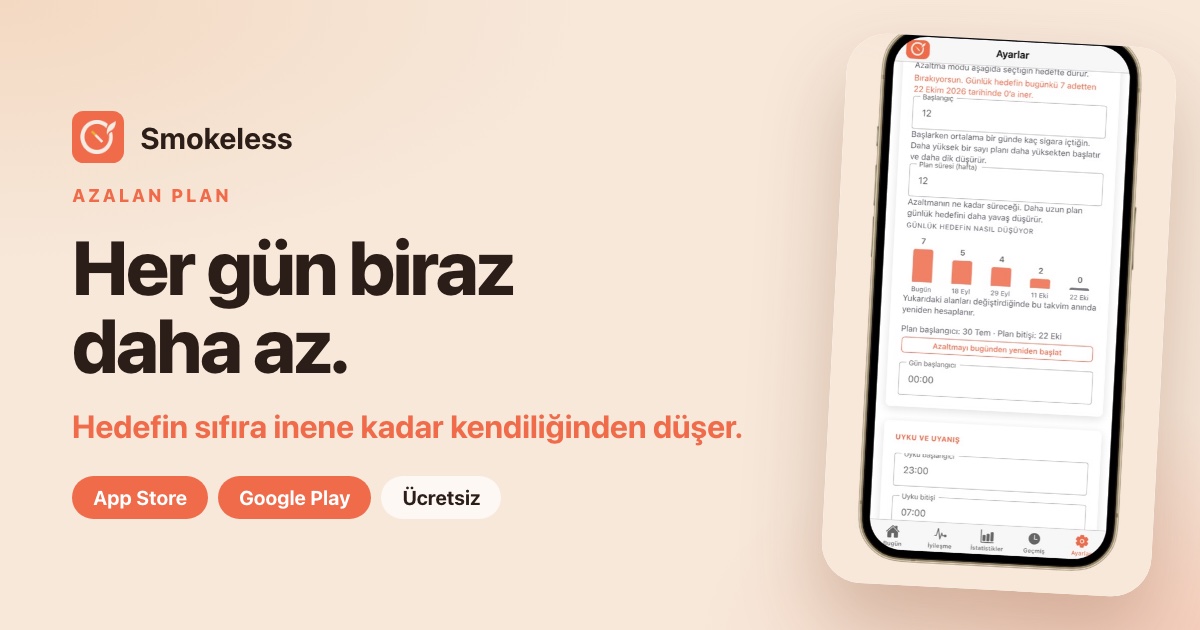 Smokeless
AZALAN PLAN
Her gün biraz
daha az.
Hedefin sıfıra inene kadar kendiliğinden düşer.
App Store
Google Play
Ücretsiz
Ayarlar
Azaltma modu aşağıda seçtiğin hedefte durur.
Bırakıyorsun. Günlük hedefin bugünkü 7 adetten
22 Ekim 2026 tarihinde 0'a iner.
Başlangıç
12
Başlarken ortalama bir günde kaç sigara içtiğin.
Daha yüksek bir sayı planı daha yüksekten başlatır
ve daha dik düşürür.
Plan süresi (hafta)
12
Azaltmanın ne kadar süreceği. Daha uzun plan
günlük hedefini daha yavaş düşürür.
GÜNLÜK HEDEFİN NASIL DÜŞÜYOR
7
5
4
2
0
Bugün
18 Eyl
29 Eyl
11 Eki
22 Eki
Yukarıdaki alanları değiştirdiğinde bu takvim anında
yeniden hesaplanır.
Plan başlangıcı: 30 Tem · Plan bitişi: 22 Eki
Azaltmayı bugünden yeniden başlat
Gün başlangıcı
00:00
UYKU VE UYANIŞ
Uyku başlangıcı
23:00
Uyku bitişi
07:00
Bugün
İyileşme
İstatistikler
Geçmiş
Ayarlar